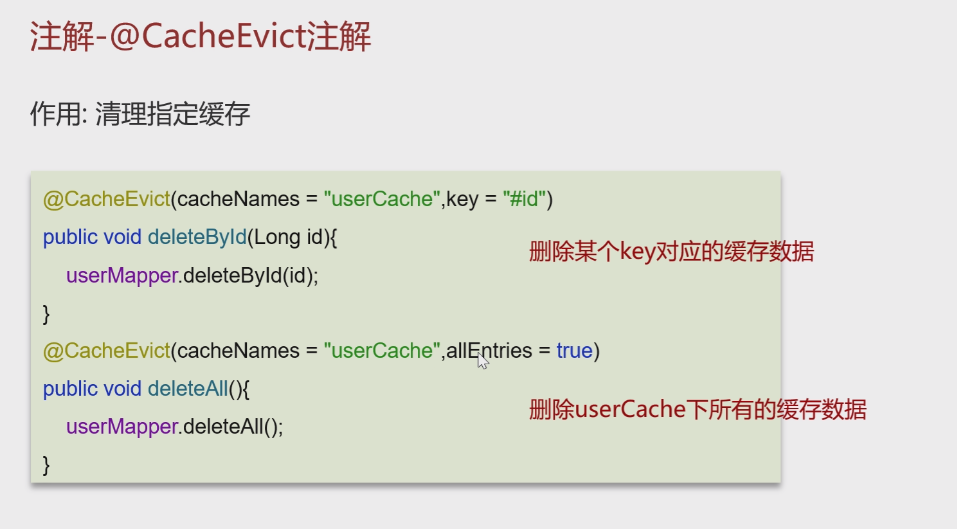 注解-@CacheEvict注解
作用: 清理指定缓存
@CacheEvict(cacheNames = "userCache",key = "#id")
public void deleteById(Long id){
删除某个key对应的缓存数据
userMapper.deleteById(id);
}
@CacheEvict(cacheNames = "userCache",allEntries = true)
public void deleteAll(){
删除userCache下所有的缓存数据
userMapper.deleteAll();
}